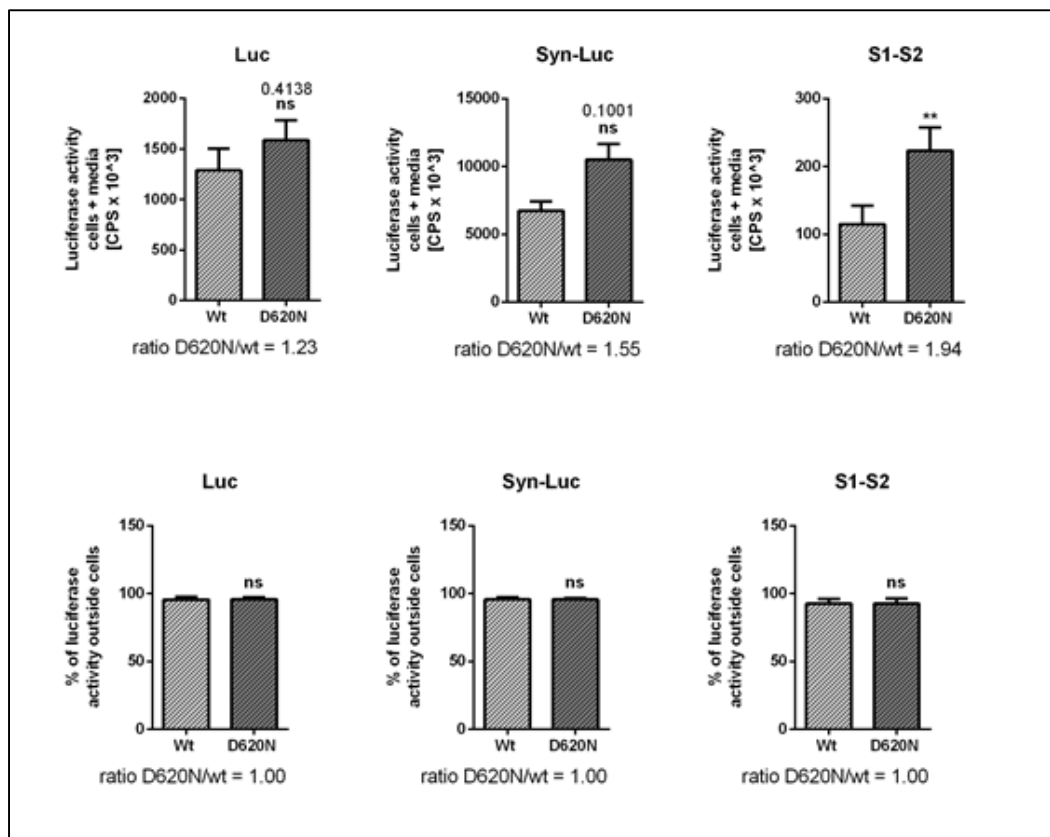 Luc
Luciferase activity
cells + media
[CPS x 10^3]
2000
1500
1000
500
0
0.4138
ns
Wt
D620N
ratio D620N/wt = 1.23
Syn-Luc
Luciferase activity
cells + media
[CPS x 10^3]
15000
10000
5000
0
0.1001
ns
Wt
D620N
ratio D620N/wt = 1.55
S1-S2
Luciferase activity
cells + media
[CPS x 10^3]
300
200
100
0
**
Wt
D620N
ratio D620N/wt = 1.94
Luc
% of luciferase
activity outside cells
150
100
50
0
ns
Wt
D620N
ratio D620N/wt = 1.00
Syn-Luc
% of luciferase
activity outside cells
150
100
50
0
ns
Wt
D620N
ratio D620N/wt = 1.00
S1-S2
% of luciferase
activity outside cells
150
100
50
0
ns
Wt
D620N
ratio D620N/wt = 1.00